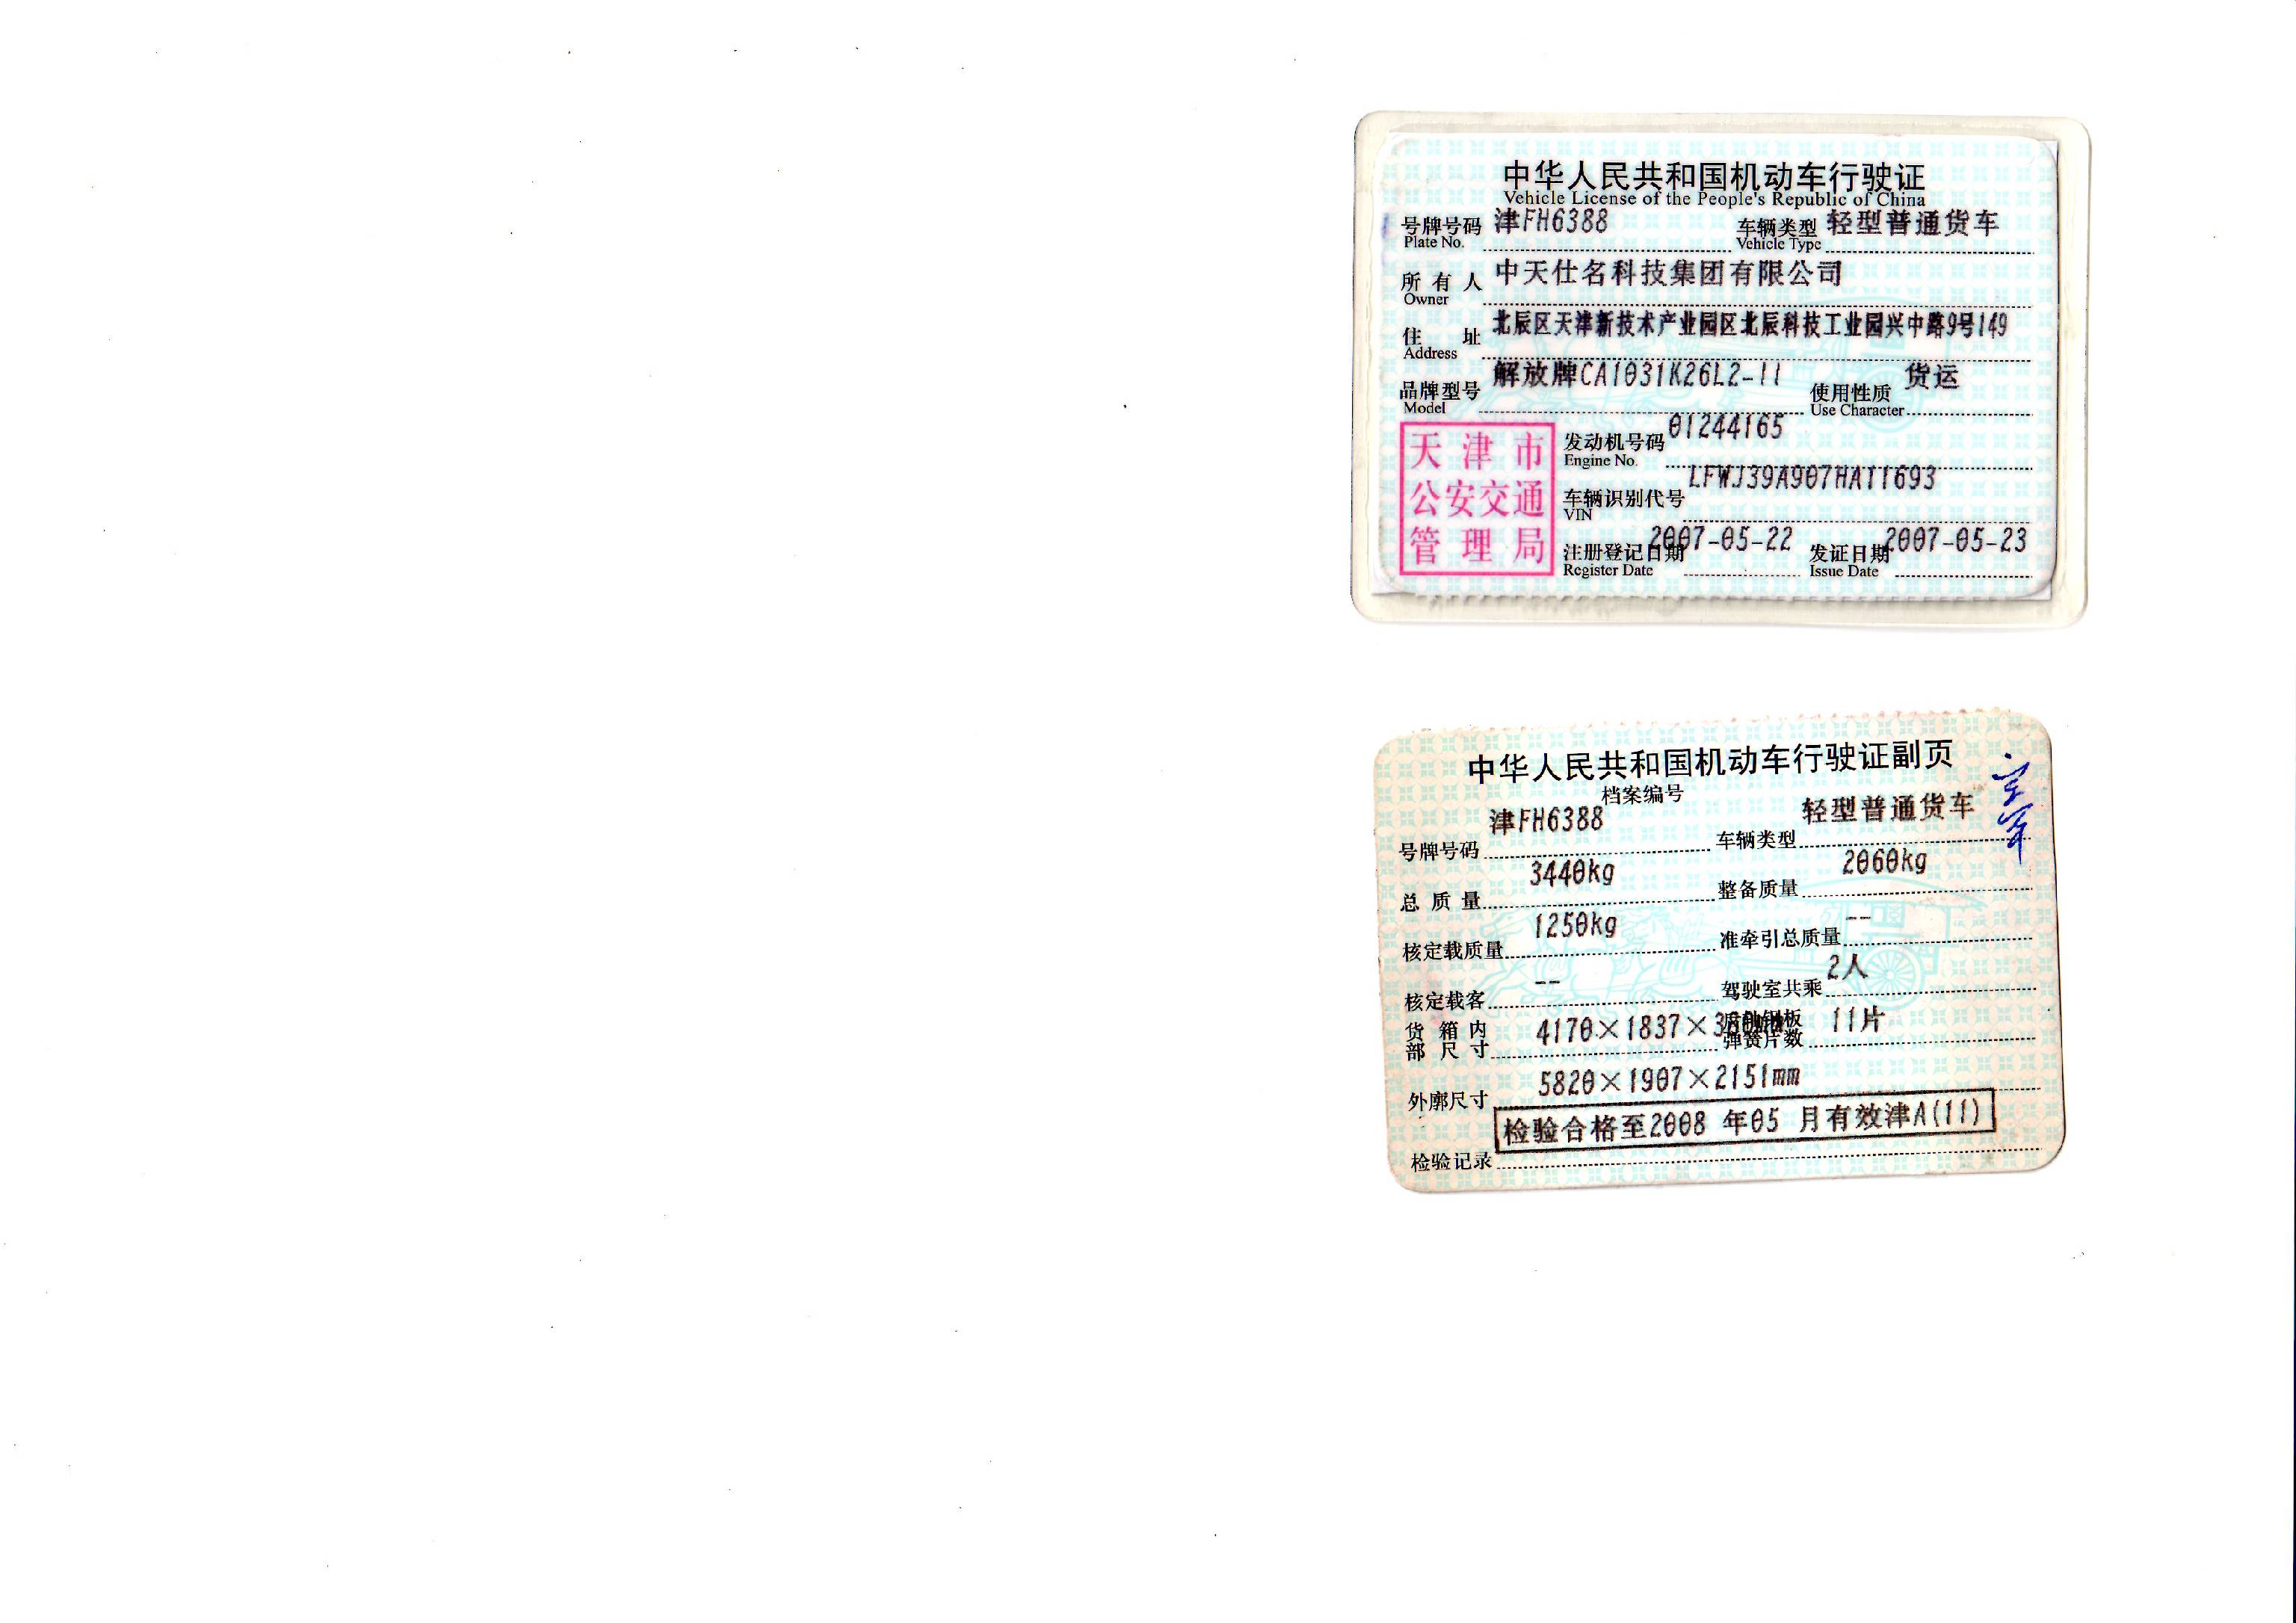 中华人民共和国机动车行驶证
Vehicle License of the People's Republic of China
号牌号码 津FH6388 车辆类型 轻型普通货车
Plate No. Vehicle Type
所有人 中天仕名科技集团有限公司
Owner
住址 北辰区天津新技术产业园区北辰科技工业园兴中路9号149
Address
品牌型号 解放牌CA1031K26L2-11 使用性质 货运
Model Use Character
天津市
公安交通
管理局
发动机号码 01244165
Engine No.
车辆识别代号 LFWJ39A907HA11693
VIN
注册登记日期 2007-05-22 发证日期 2007-05-23
Register Date Issue Date
中华人民共和国机动车行驶证副页
档案编号
号牌号码 津FH6388 车辆类型 轻型普通货车
总质量 3440kg 整备质量 2060kg
核定载质量 1250kg 准牵引总质量 --
核定载客 -- 驾驶室共乘 2人
货箱内部尺寸 4170×1837× 弹簧片数 11片
外廓尺寸 5820×1907×2151mm
检验合格至2008 年05 月有效津A(11)
检验记录